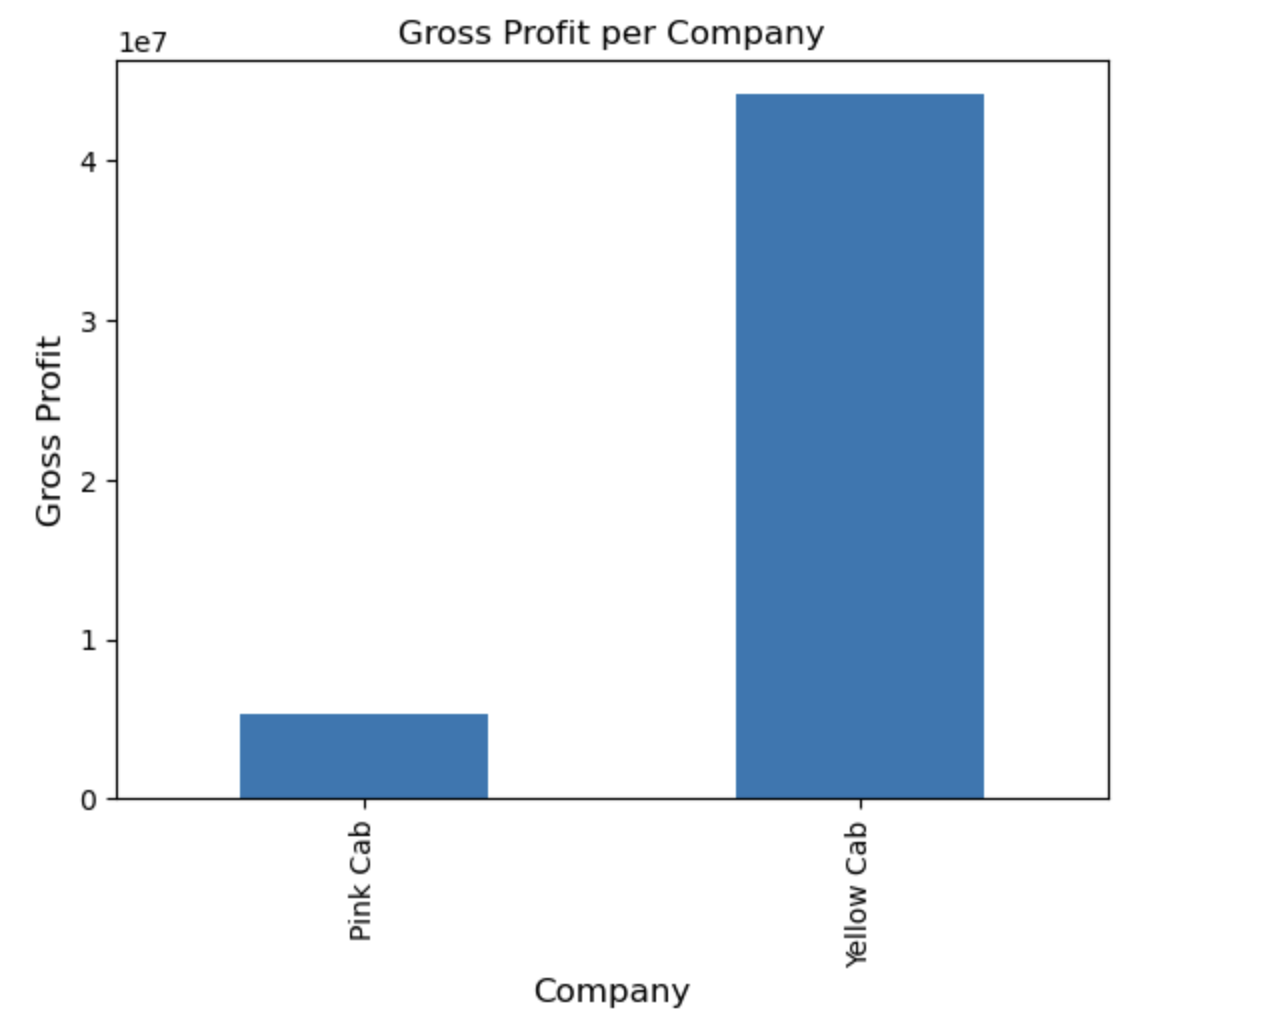 Gross Profit per Company
1e7
4
3
2
1
0
Gross Profit
Pink Cab
Yellow Cab
Company